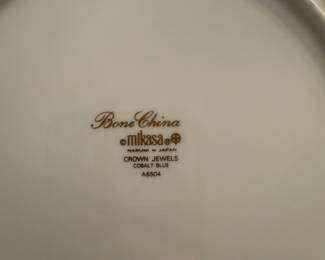 Bone China
©mikasa®
NARUMI - JAPAN
CROWN JEWELS
COBALT BLUE
A6504